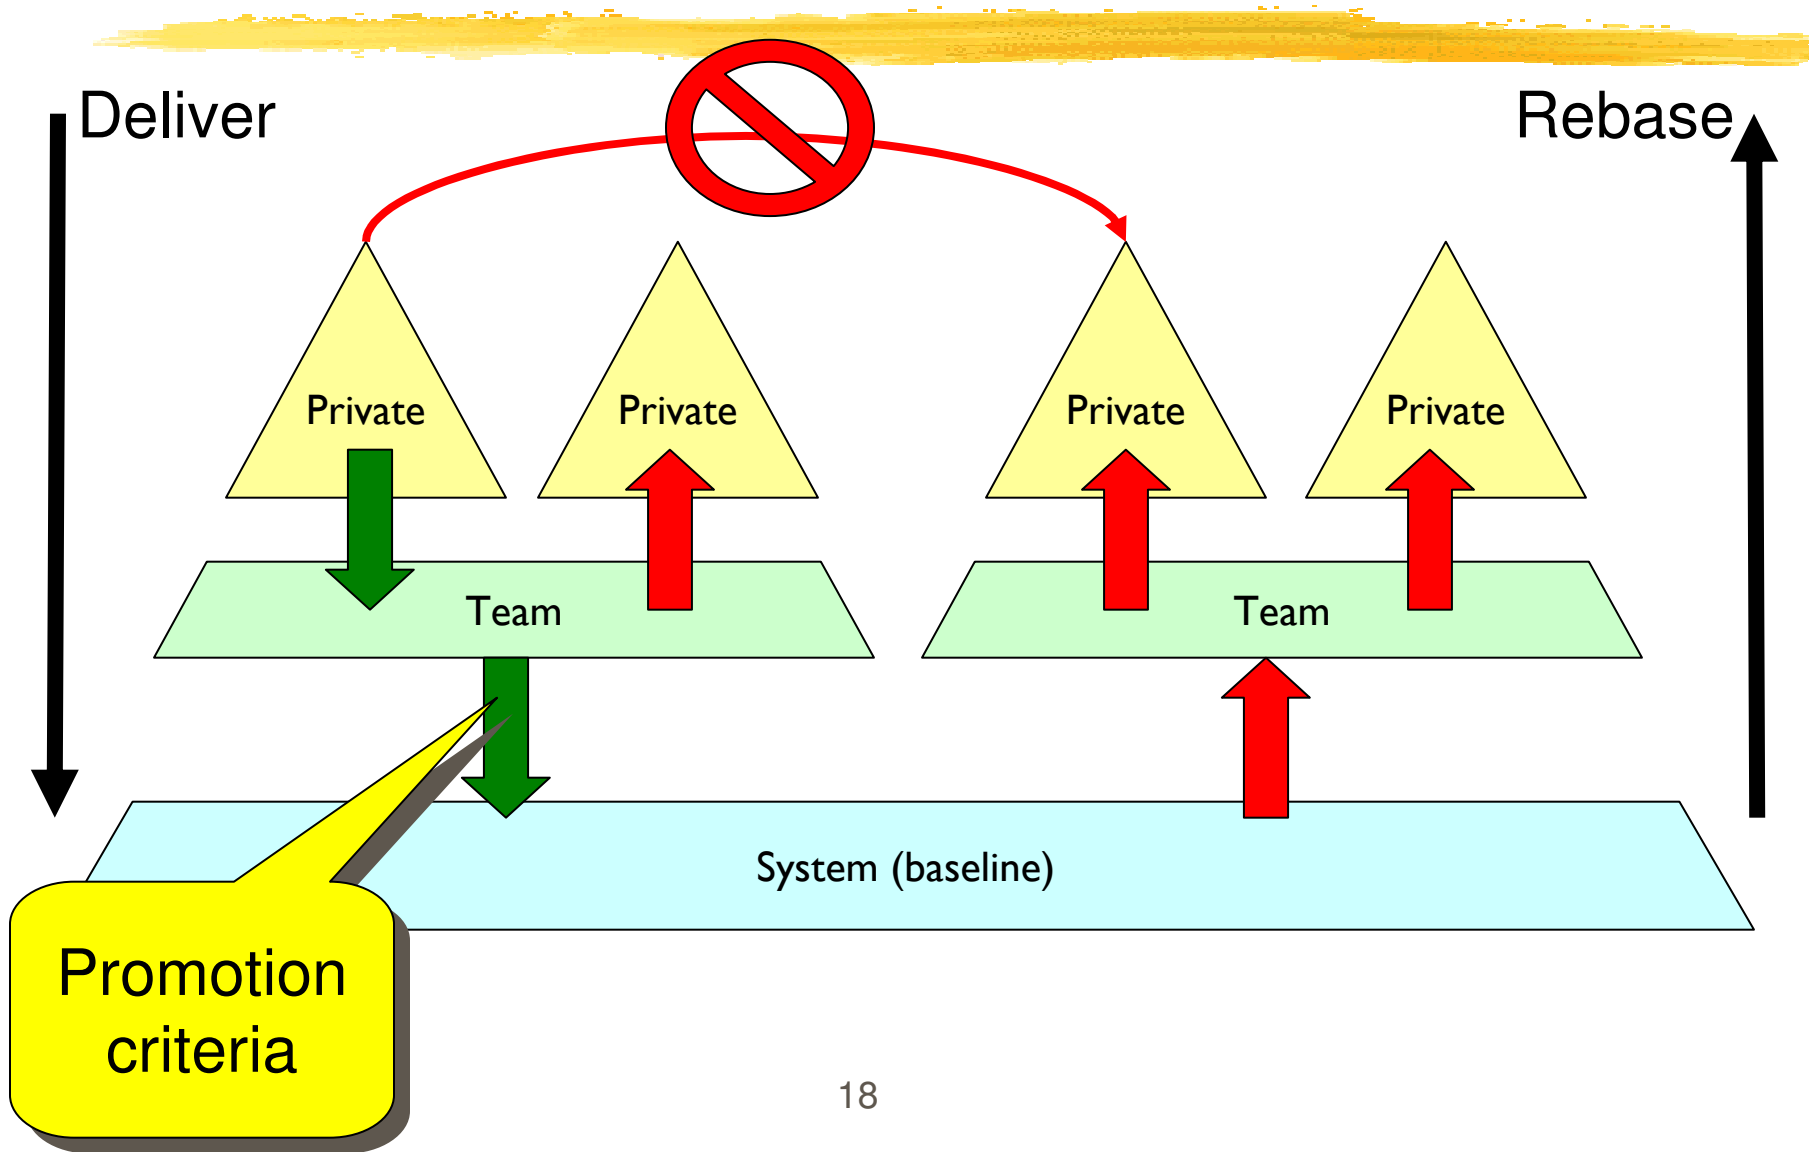 Deliver
Rebase
Private
Private
Private
Private
Team
Team
System (baseline)
Promotion
criteria
18